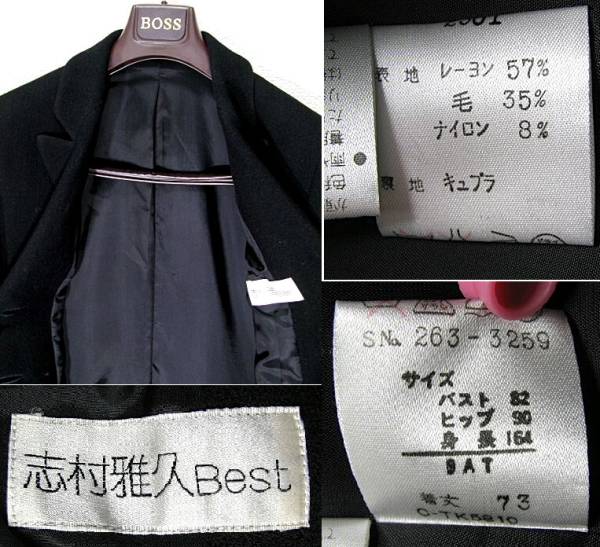 BOSS
表地 レーヨン 57%
毛 35%
ナイロン 8%
裏地 キュプラ
S№ 263-3259
サイズ
バスト 82
ヒップ 90
身長 164
9AT
着丈 73
志村雅久Best